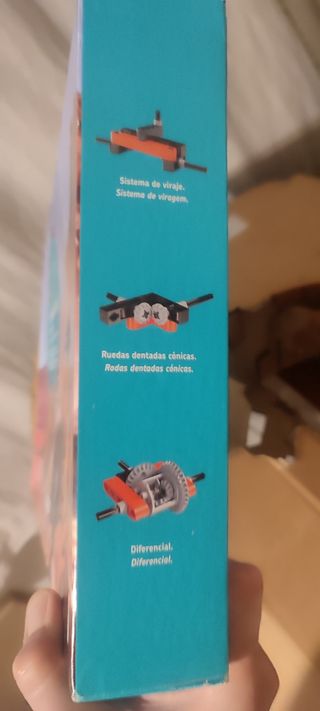 Sistema de viraje.
Sistema de viragem.
Ruedas dentadas cónicas.
Rodas dentadas cónicas.
Diferencial.
Diferencial.